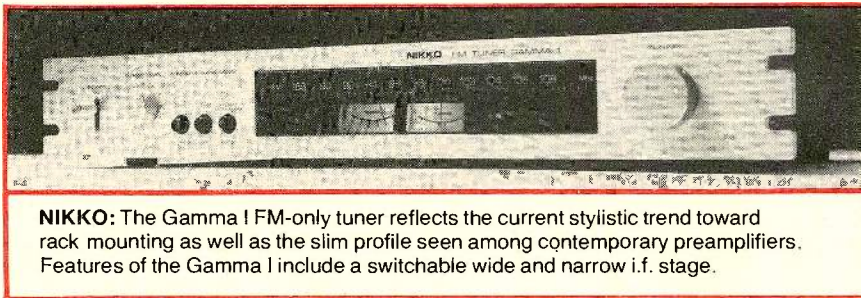 NIKKO FM TUNER GAMMA 1
NIKKO: The Gamma I FM-only tuner reflects the current stylistic trend toward
rack mounting as well as the slim profile seen among contemporary preamplifiers.
Features of the Gamma I include a switchable wide and narrow i.f. stage.